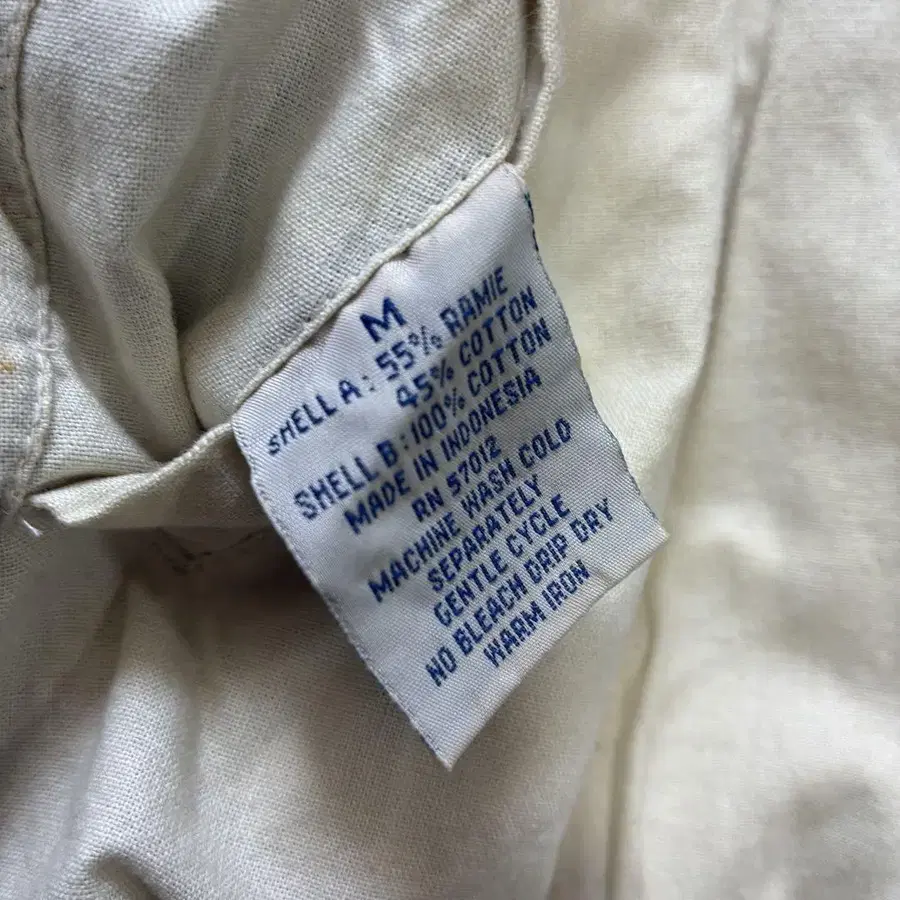 M
SHELL A: 55% RAMIE
45% COTTON
SHELL B: 100% COTTON
MADE IN INDONESIA
RN 57012
MACHINE WASH COLD
SEPARATELY
GENTLE CYCLE
NO BLEACH DRIP DRY
WARM IRON